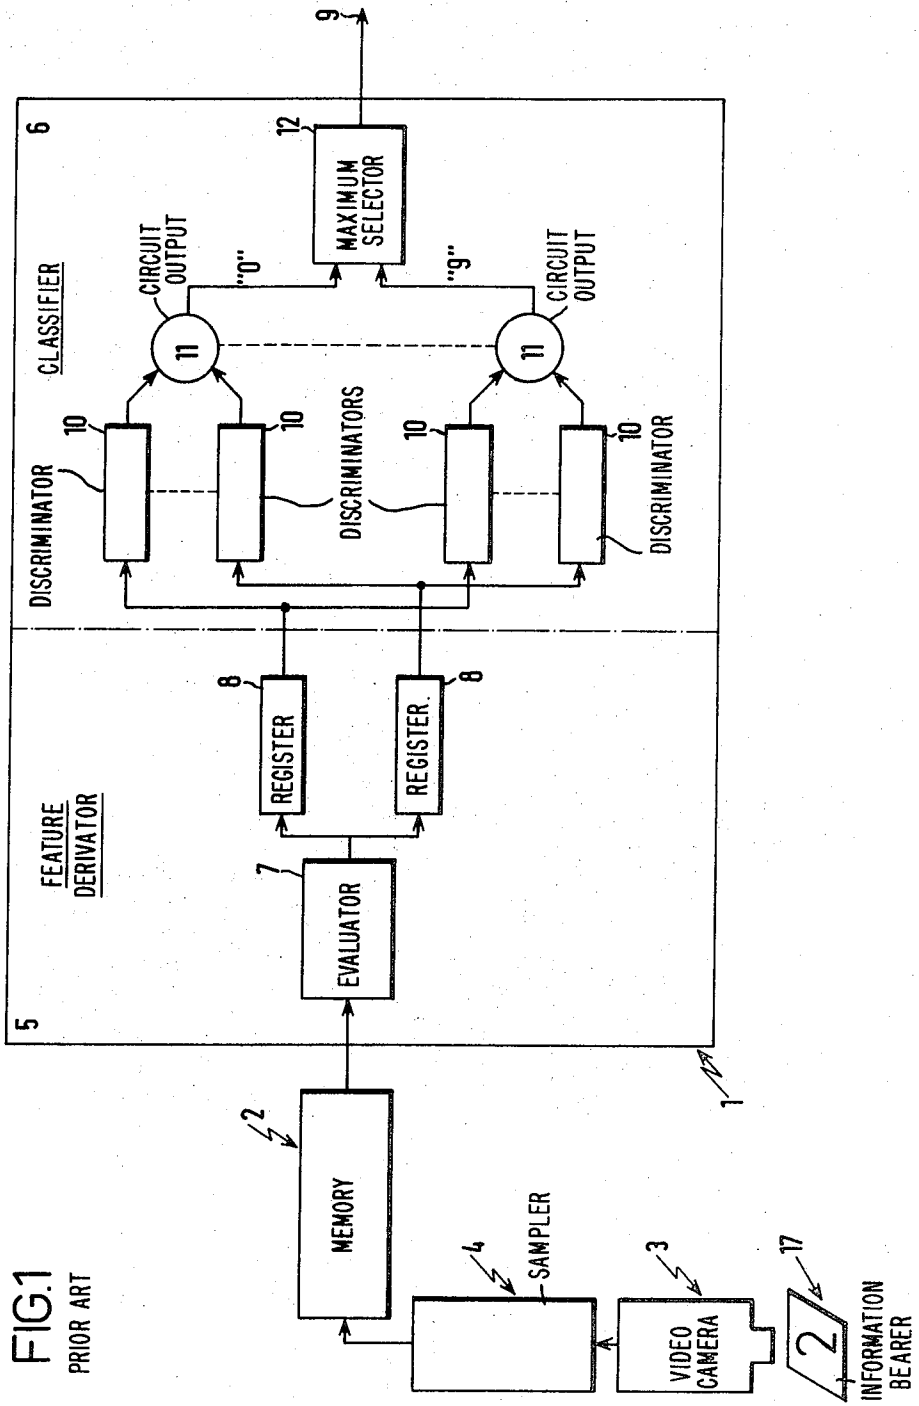 FIG.1
PRIOR ART
INFORMATION
BEARER
17
2
VIDEO
CAMERA
3
SAMPLER
4
MEMORY
2
1
5
FEATURE
DERIVATOR
EVALUATOR
7
REGISTER
8
REGISTER.
8
6
CLASSIFIER
DISCRIMINATOR
10
10
DISCRIMINATORS
10
10
DISCRIMINATOR
11
CIRCUIT
OUTPUT
"0"
11
CIRCUIT
OUTPUT
"9"
MAXIMUM
SELECTOR
12
9